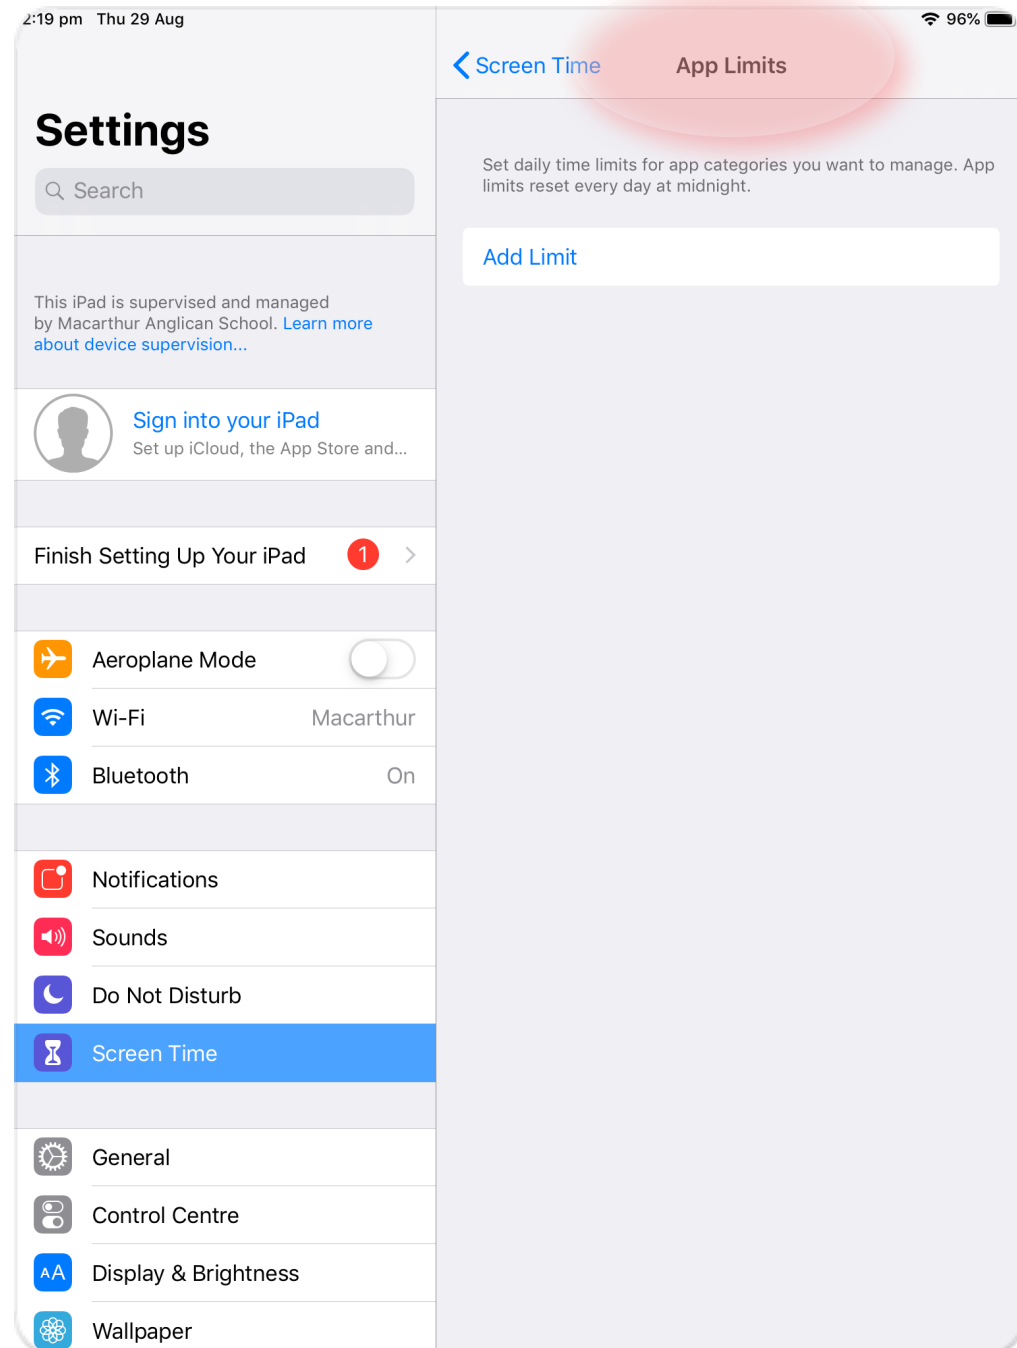 2:19 pm Thu 29 Aug
96%
Settings
Search
This iPad is supervised and managed
by Macarthur Anglican School. Learn more
about device supervision...
Sign into your iPad
Set up iCloud, the App Store and...
Finish Setting Up Your iPad 1
Aeroplane Mode
Wi-Fi Macarthur
Bluetooth On
Notifications
Sounds
Do Not Disturb
Screen Time
General
Control Centre
AA Display & Brightness
Wallpaper
Screen Time App Limits
Set daily time limits for app categories you want to manage. App
limits reset every day at midnight.
Add Limit